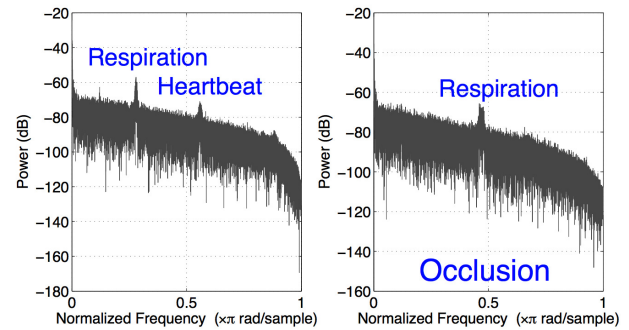 -20
-40
-60
-80
-100
-120
-140
-160
-180
Power (dB)
Respiration
Heartbeat
0
0.5
1
Normalized Frequency (×π rad/sample)
-20
-40
-60
-80
-100
-120
-140
-160
Power (dB)
Respiration
Occlusion
0
0.5
1
Normalized Frequency (×π rad/sample)